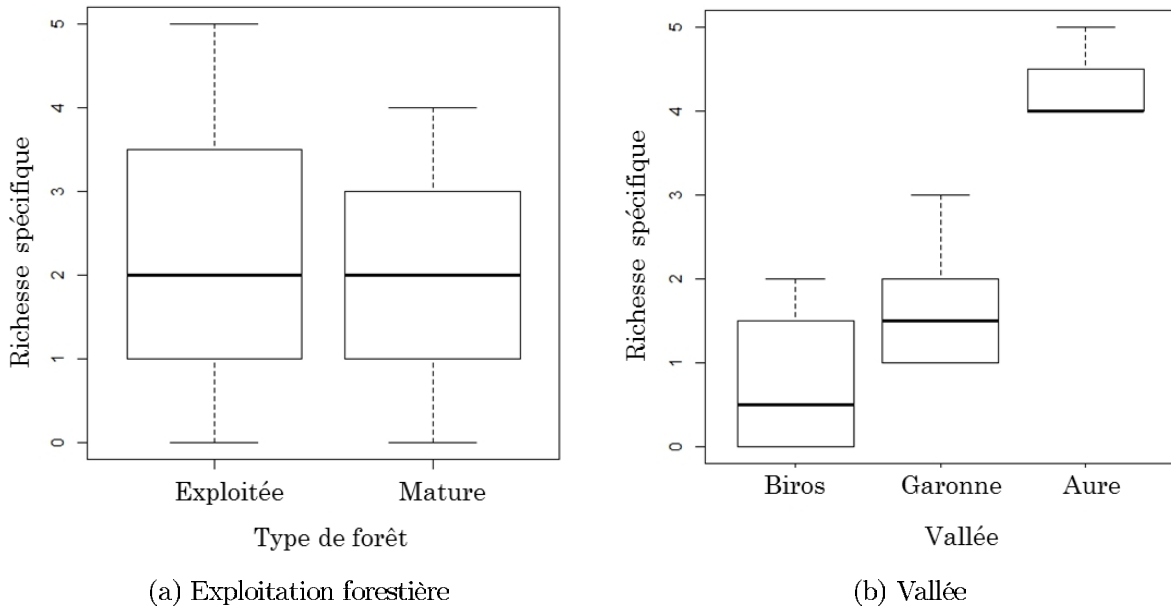 Richesse spécifique
5
4
3
2
1
0
Exploitée Mature
Type de forêt
(a) Exploitation forestière
Richesse spécifique
5
4
3
2
1
0
Biros Garonne Aure
Vallée
(b) Vallée